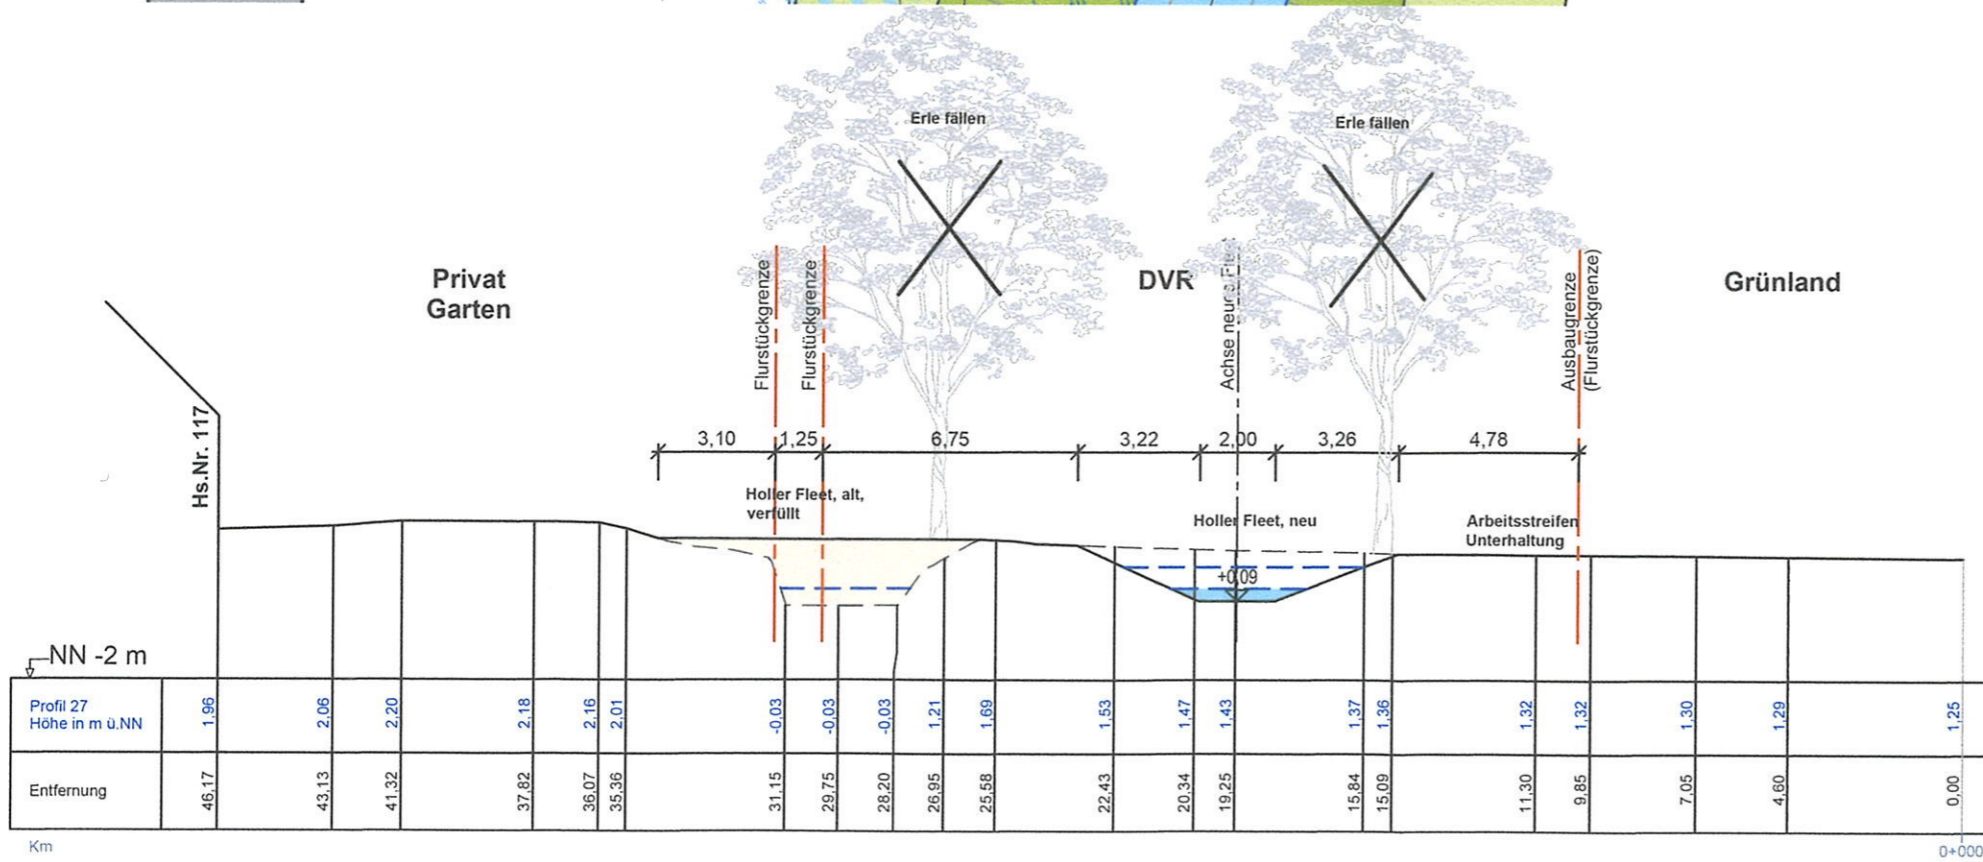 Erle fällen
Erle fällen
Privat
Garten
DVR
Grünland
Hs.Nr. 117
Flurstückgrenze
Flurstückgrenze
Achse neues Fleet
Ausbaugrenze
(Flurstückgrenze)
3,10 1,25 6,75 3,22 2,00 3,26 4,78
Holler Fleet, alt,
verfüllt
Holler Fleet, neu
Arbeitsstreifen
Unterhaltung
+0,09
NN -2 m
Profil 27
Höhe in m ü.NN
1,96 2,06 2,20 2,18 2,16 2,01 -0,03 -0,03 -0,03 1,21 1,69 1,53 1,47 1,43 1,37 1,36 1,32 1,32 1,30 1,29 1,25
Entfernung
46,17 43,13 41,32 37,82 36,07 35,36 31,15 29,75 28,20 26,95 25,58 22,43 20,34 19,25 15,84 15,09 11,30 9,85 7,05 4,60 0,00
Km
0+000